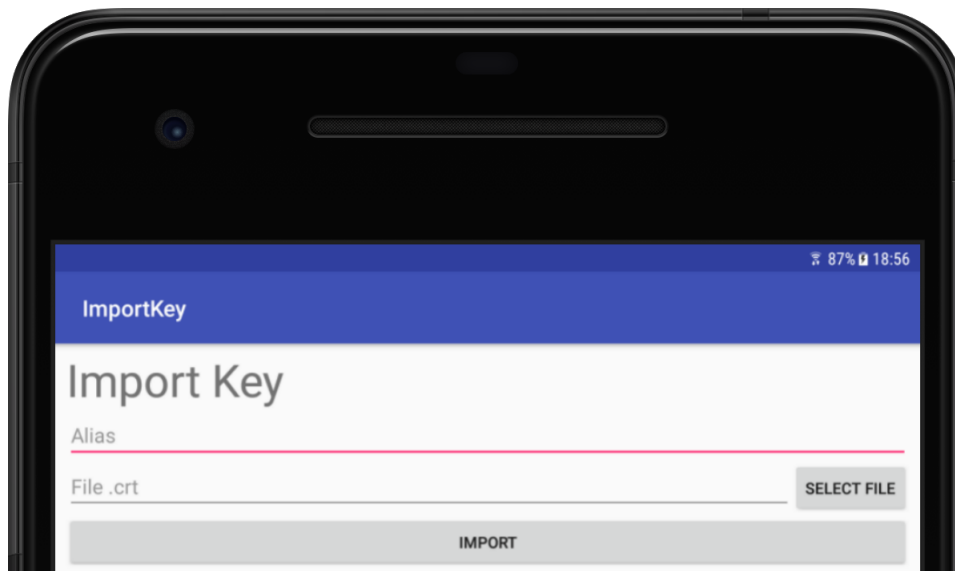 87% 18:56
ImportKey
Import Key
Alias
File .crt
SELECT FILE
IMPORT